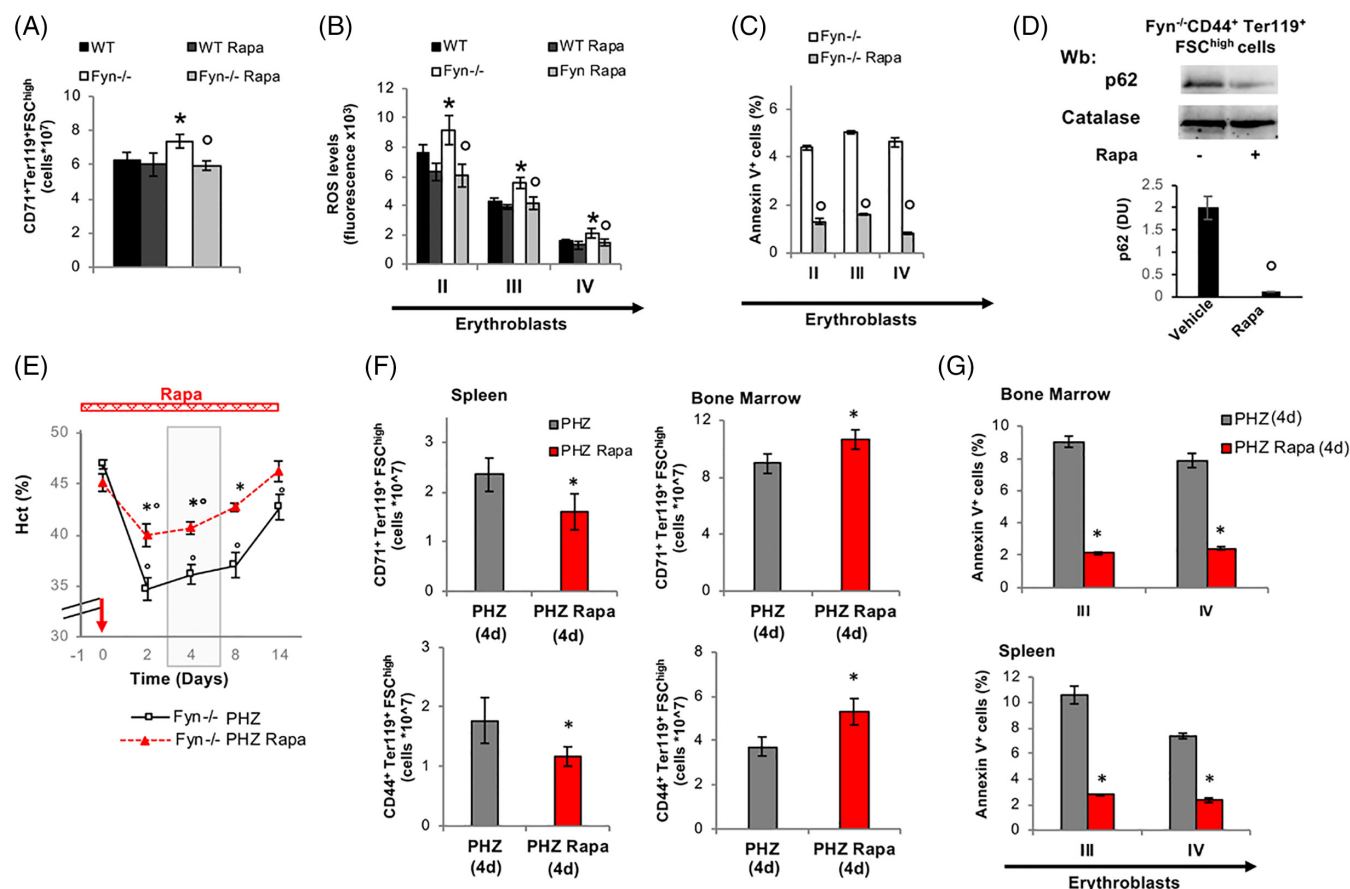 (A)
WT
WT Rapa
Fyn-/-
Fyn-/- Rapa
CD71+Ter119+FSChigh
(cells*10^7)
10
8
6
4
2
0
*
°
(B)
WT
WT Rapa
Fyn-/-
Fyn Rapa
ROS levels
(fluorescence x10³)
12
10
8
6
4
2
0
*
°
*
°
*
°
II
III
IV
Erythroblasts
(C)
Fyn-/-
Fyn-/- Rapa
Annexin V+ cells (%)
6
4
2
0
°
°
°
II
III
IV
Erythroblasts
(D)
Fyn-/-CD44+ Ter119+
FSChigh cells
Wb:
p62
Catalase
Rapa
-
+
p62 (DU)
2.5
2
1.5
1
0.5
0
°
Vehicle
Rapa
(E)
Rapa
Hct (%)
50
45
40
35
30
*°
*°
*
°
°
°
°
-1
0
2
4
8
14
Time (Days)
Fyn-/- PHZ
Fyn-/- PHZ Rapa
(F)
Spleen
PHZ
PHZ Rapa
CD71+ Ter119+ FSChigh
(cells *10^7)
3
2
1
0
*
PHZ
(4d)
PHZ Rapa
(4d)
Bone Marrow
CD71+ Ter119+ FSChigh
(cells *10^7)
12
9
6
3
0
*
PHZ
(4d)
PHZ Rapa
(4d)
CD44+ Ter119+ FSChigh
(cells *10^7)
3
2
1
0
*
PHZ
(4d)
PHZ Rapa
(4d)
CD44+ Ter119+ FSChigh
(cells *10^7)
8
6
4
2
0
*
PHZ
(4d)
PHZ Rapa
(4d)
(G)
Bone Marrow
PHZ (4d)
PHZ Rapa (4d)
Annexin V+ cells (%)
10
8
6
4
2
0
*
*
III
IV
Spleen
Annexin V+ cells (%)
12
10
8
6
4
2
0
*
*
III
IV
Erythroblasts